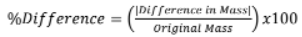 %Difference = (|Difference in Mass| / Original Mass) x100